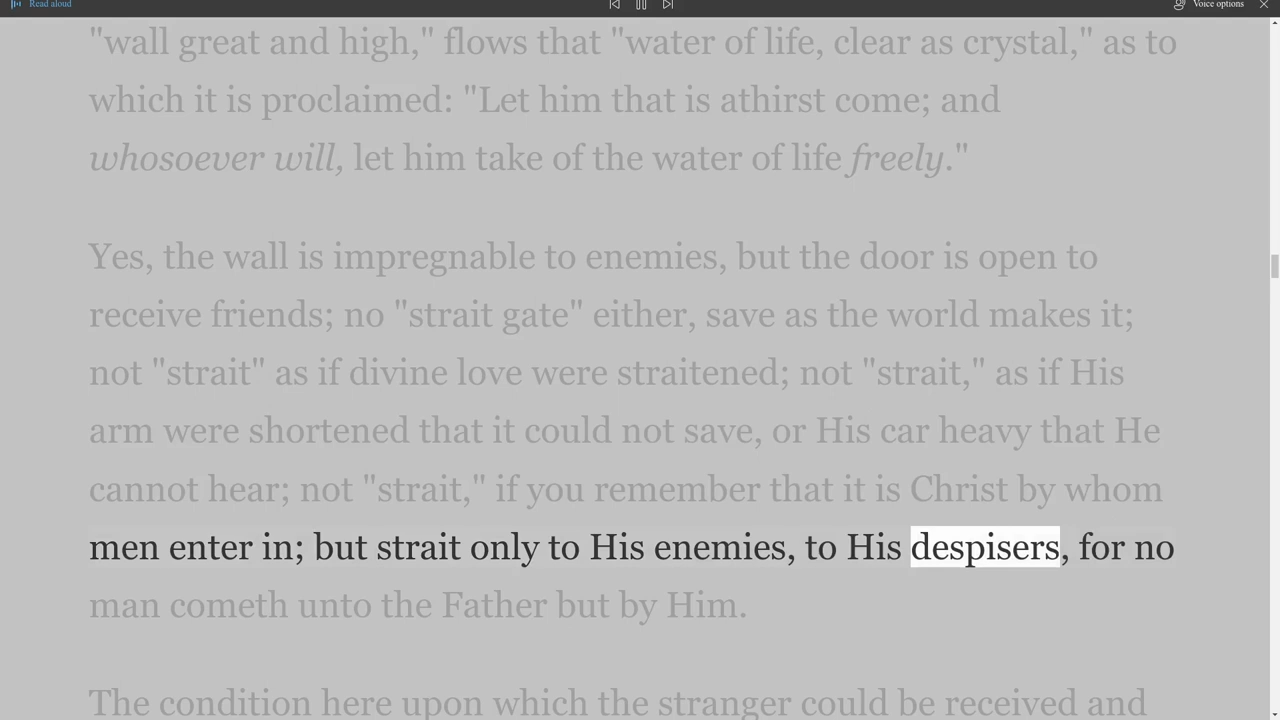 Read aloud
Voice options
"wall great and high," flows that "water of life, clear as crystal," as to
which it is proclaimed: "Let him that is athirst come; and
whosoever will, let him take of the water of life freely."
Yes, the wall is impregnable to enemies, but the door is open to
receive friends; no "strait gate" either, save as the world makes it;
not "strait" as if divine love were straitened; not "strait," as if His
arm were shortened that it could not save, or His car heavy that He
cannot hear; not "strait," if you remember that it is Christ by whom
men enter in; but strait only to His enemies, to His despisers, for no
man cometh unto the Father but by Him.
The condition here upon which the stranger could be received and